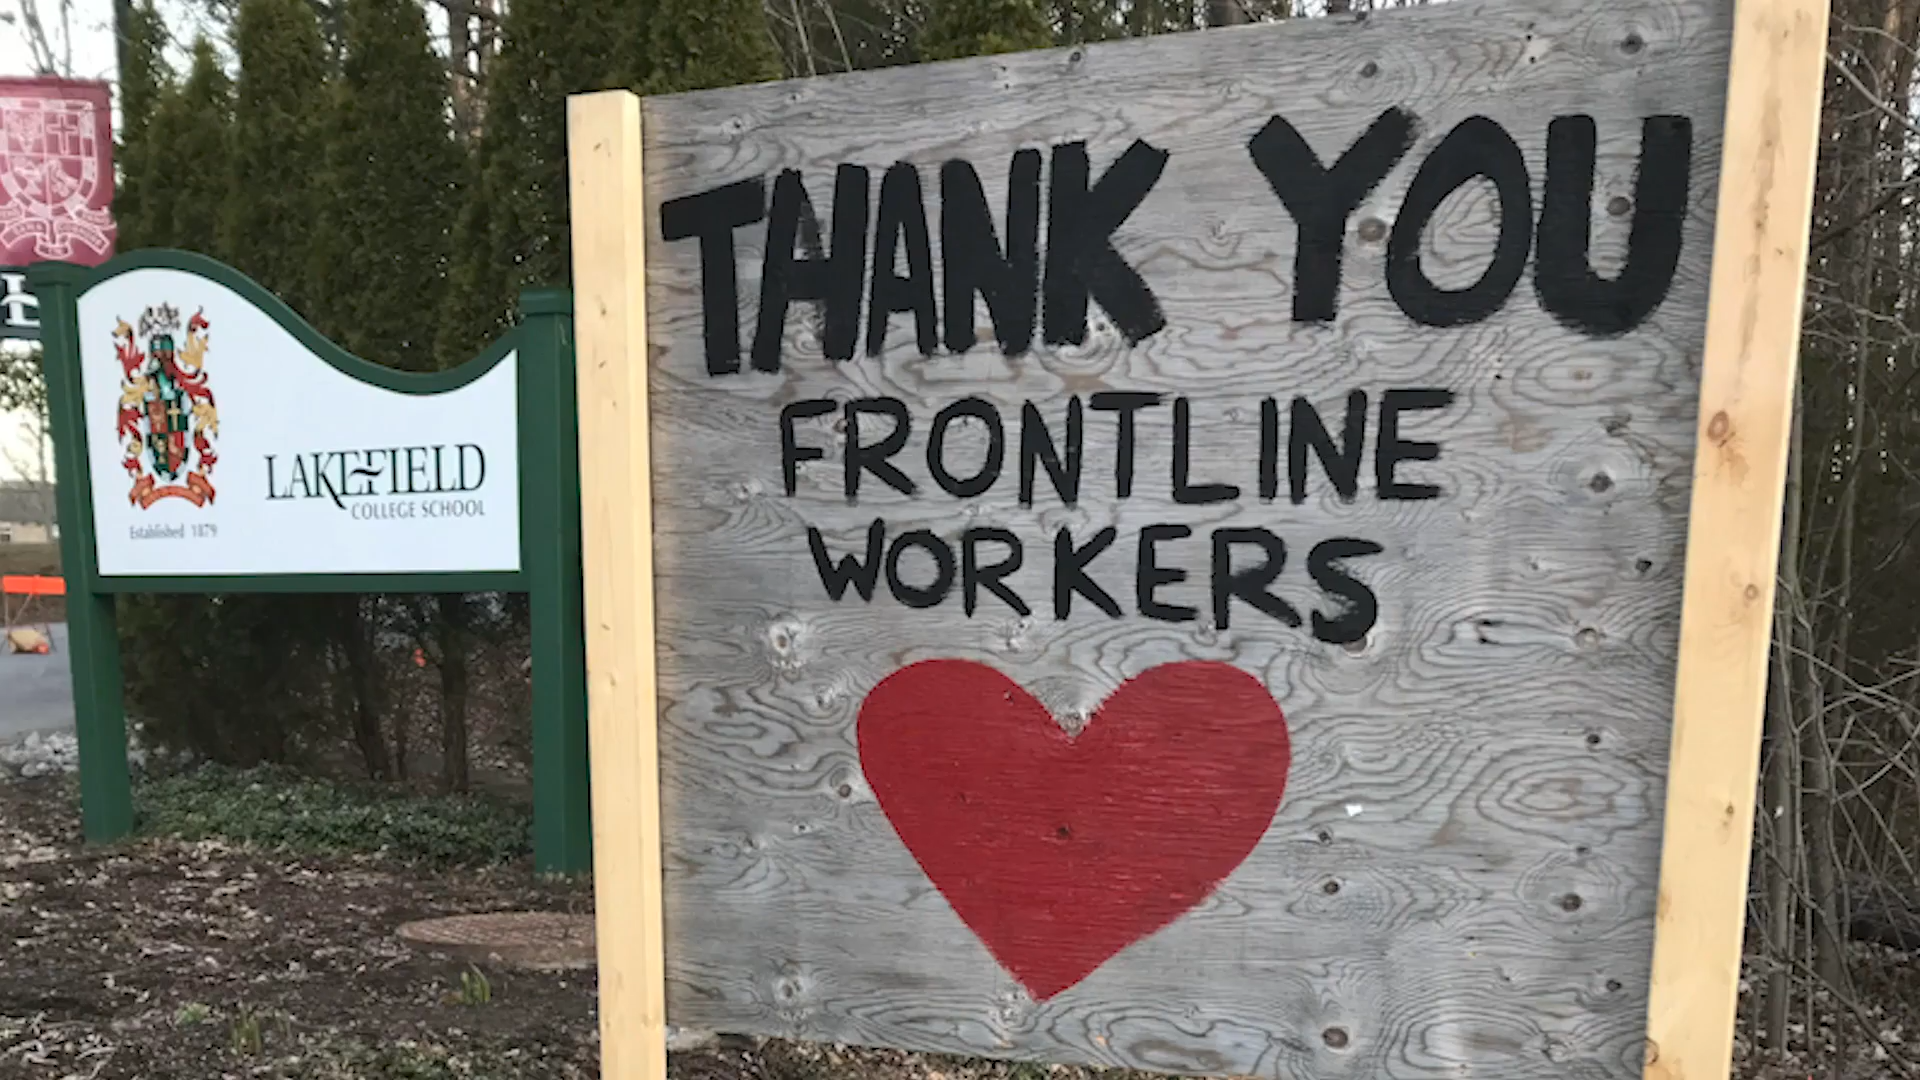 LAKEFIELD
COLLEGE SCHOOL
Established 1879
THANK YOU
FRONTLINE
WORKERS